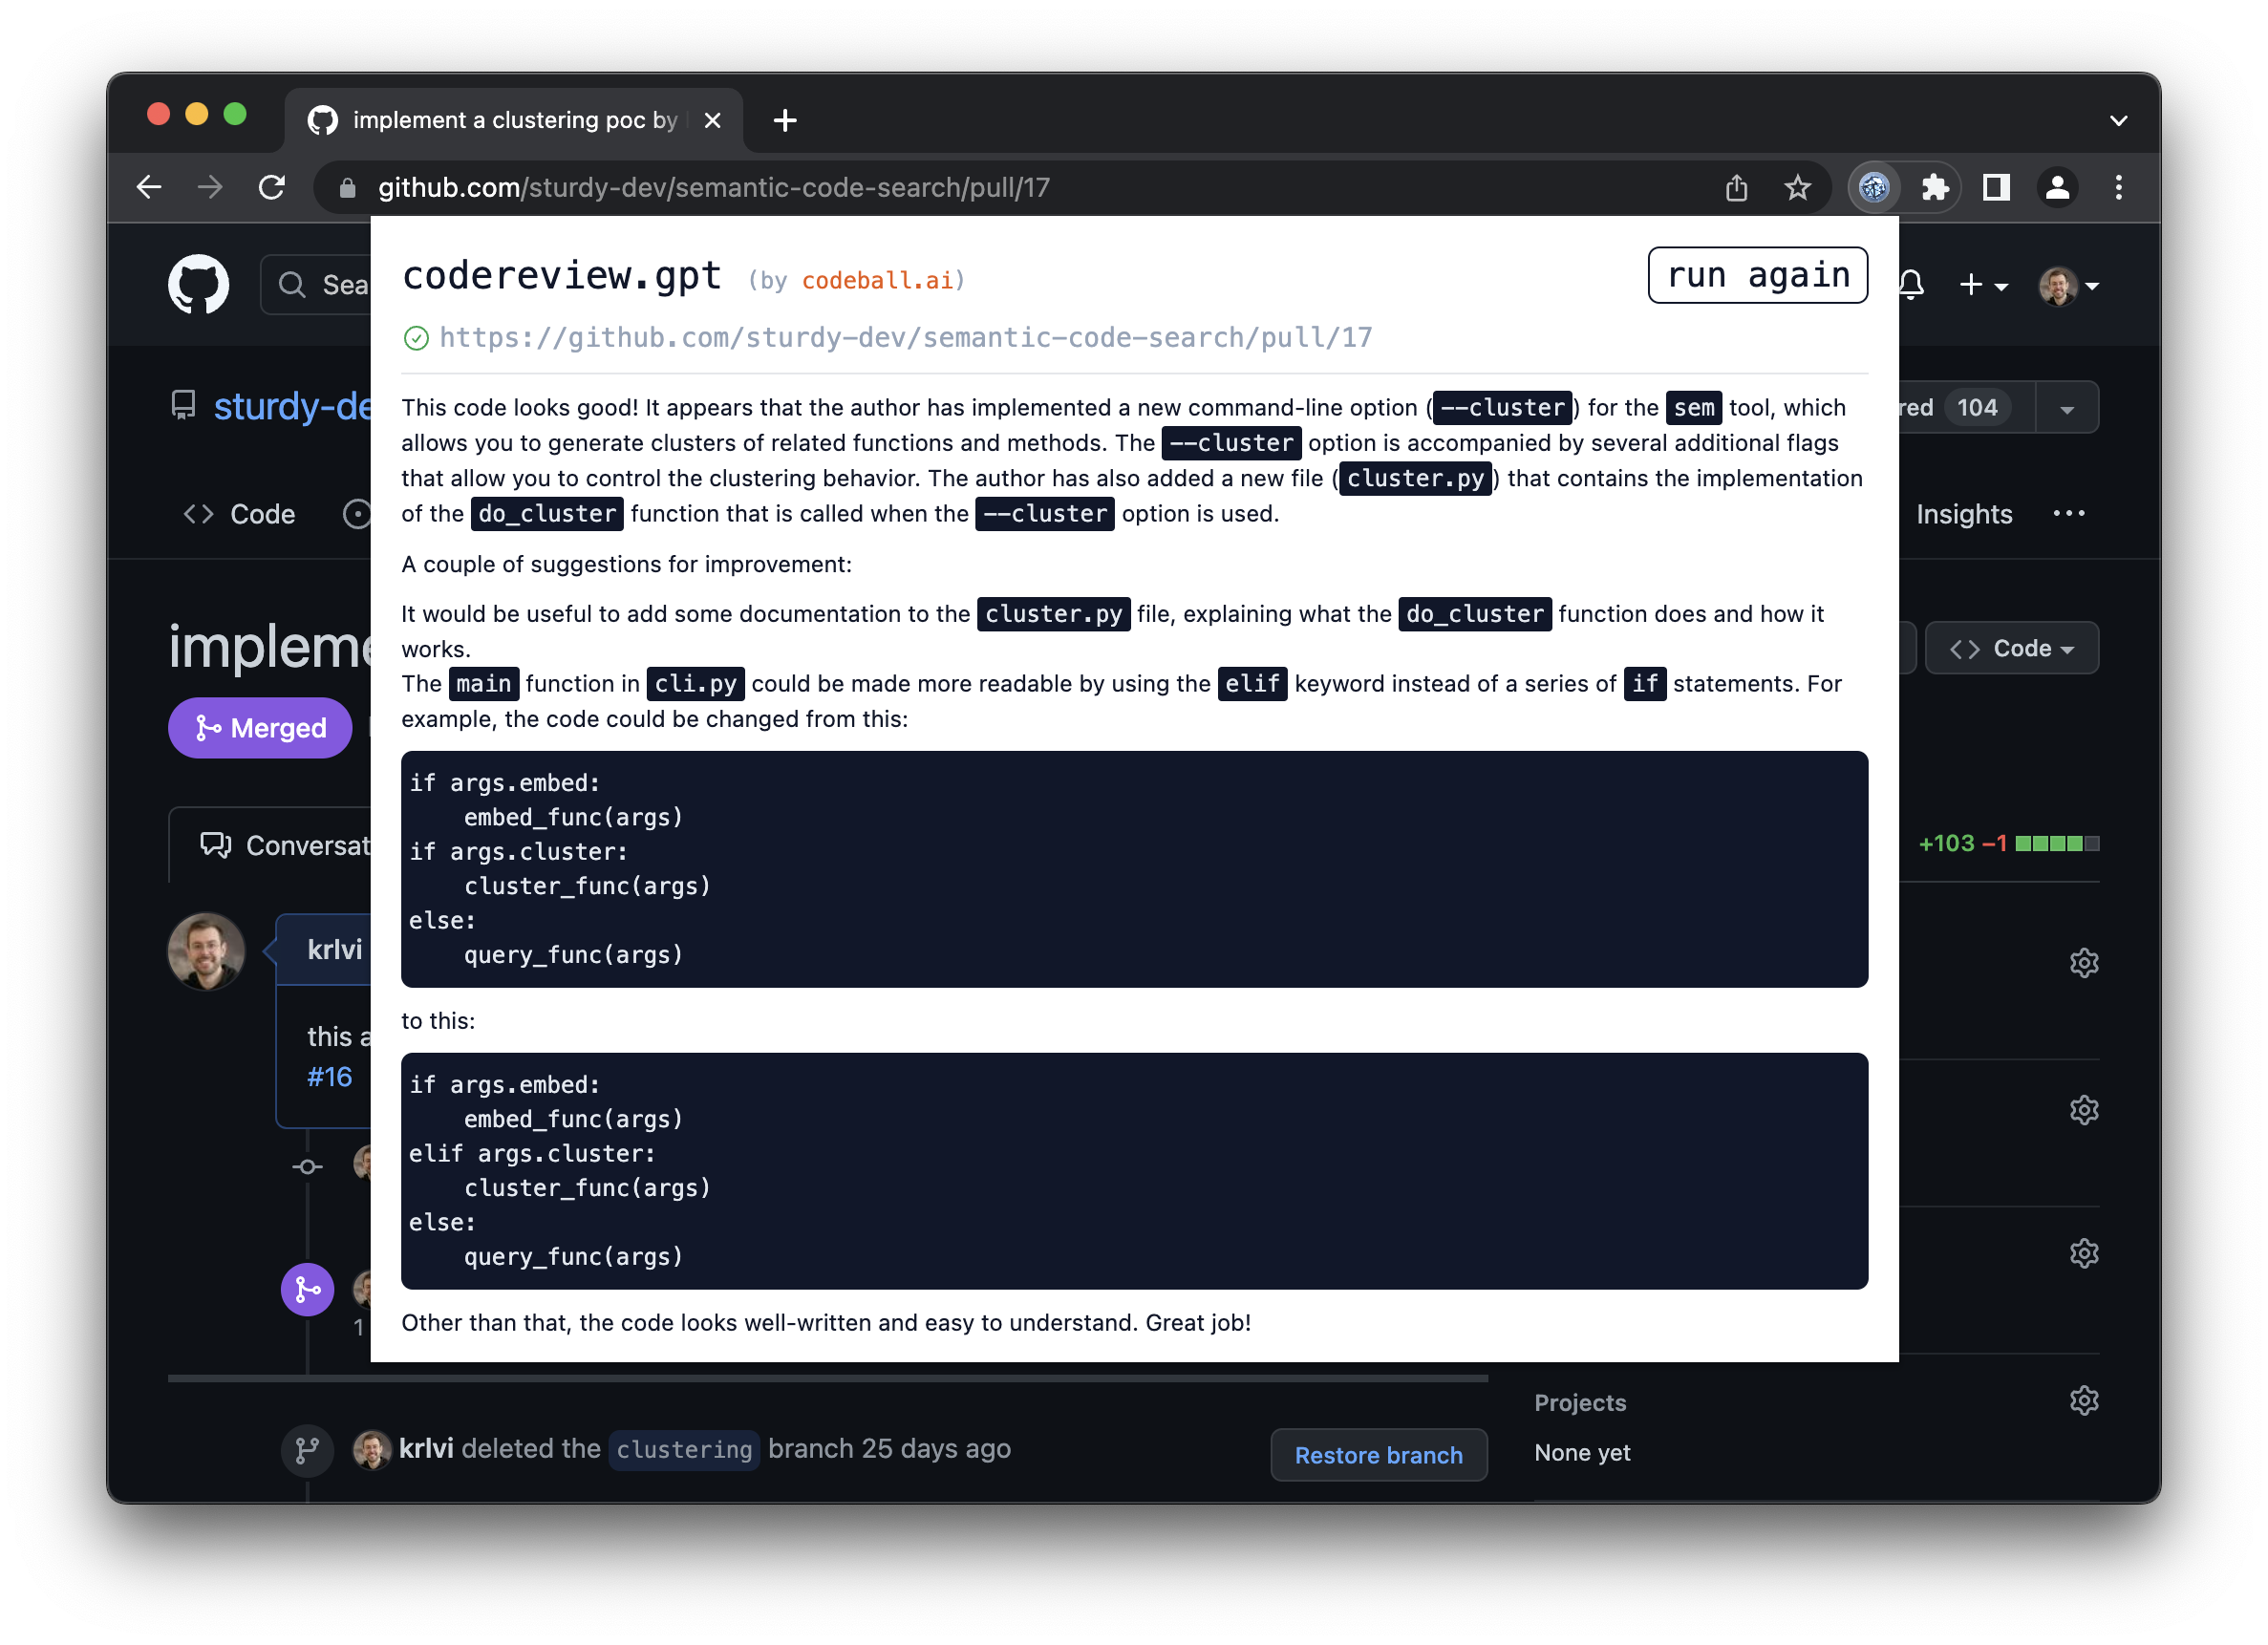 implement a clustering poc by
github.com/sturdy-dev/semantic-code-search/pull/17
codereview.gpt (by codeball.ai)
run again
https://github.com/sturdy-dev/semantic-code-search/pull/17
This code looks good! It appears that the author has implemented a new command-line option (--cluster) for the sem tool, which
allows you to generate clusters of related functions and methods. The --cluster option is accompanied by several additional flags
that allow you to control the clustering behavior. The author has also added a new file (cluster.py) that contains the implementation
of the do_cluster function that is called when the --cluster option is used.
A couple of suggestions for improvement:
It would be useful to add some documentation to the cluster.py file, explaining what the do_cluster function does and how it
works.
The main function in cli.py could be made more readable by using the elif keyword instead of a series of if statements. For
example, the code could be changed from this:
if args.embed:
    embed_func(args)
if args.cluster:
    cluster_func(args)
else:
    query_func(args)
to this:
if args.embed:
    embed_func(args)
elif args.cluster:
    cluster_func(args)
else:
    query_func(args)
Other than that, the code looks well-written and easy to understand. Great job!
Sea
sturdy-de
red 104
Code
Insights
impleme
Code
Merged
Conversat
+103 −1
krlvi
this a
#16
1
krlvi deleted the clustering branch 25 days ago
Restore branch
Projects
None yet